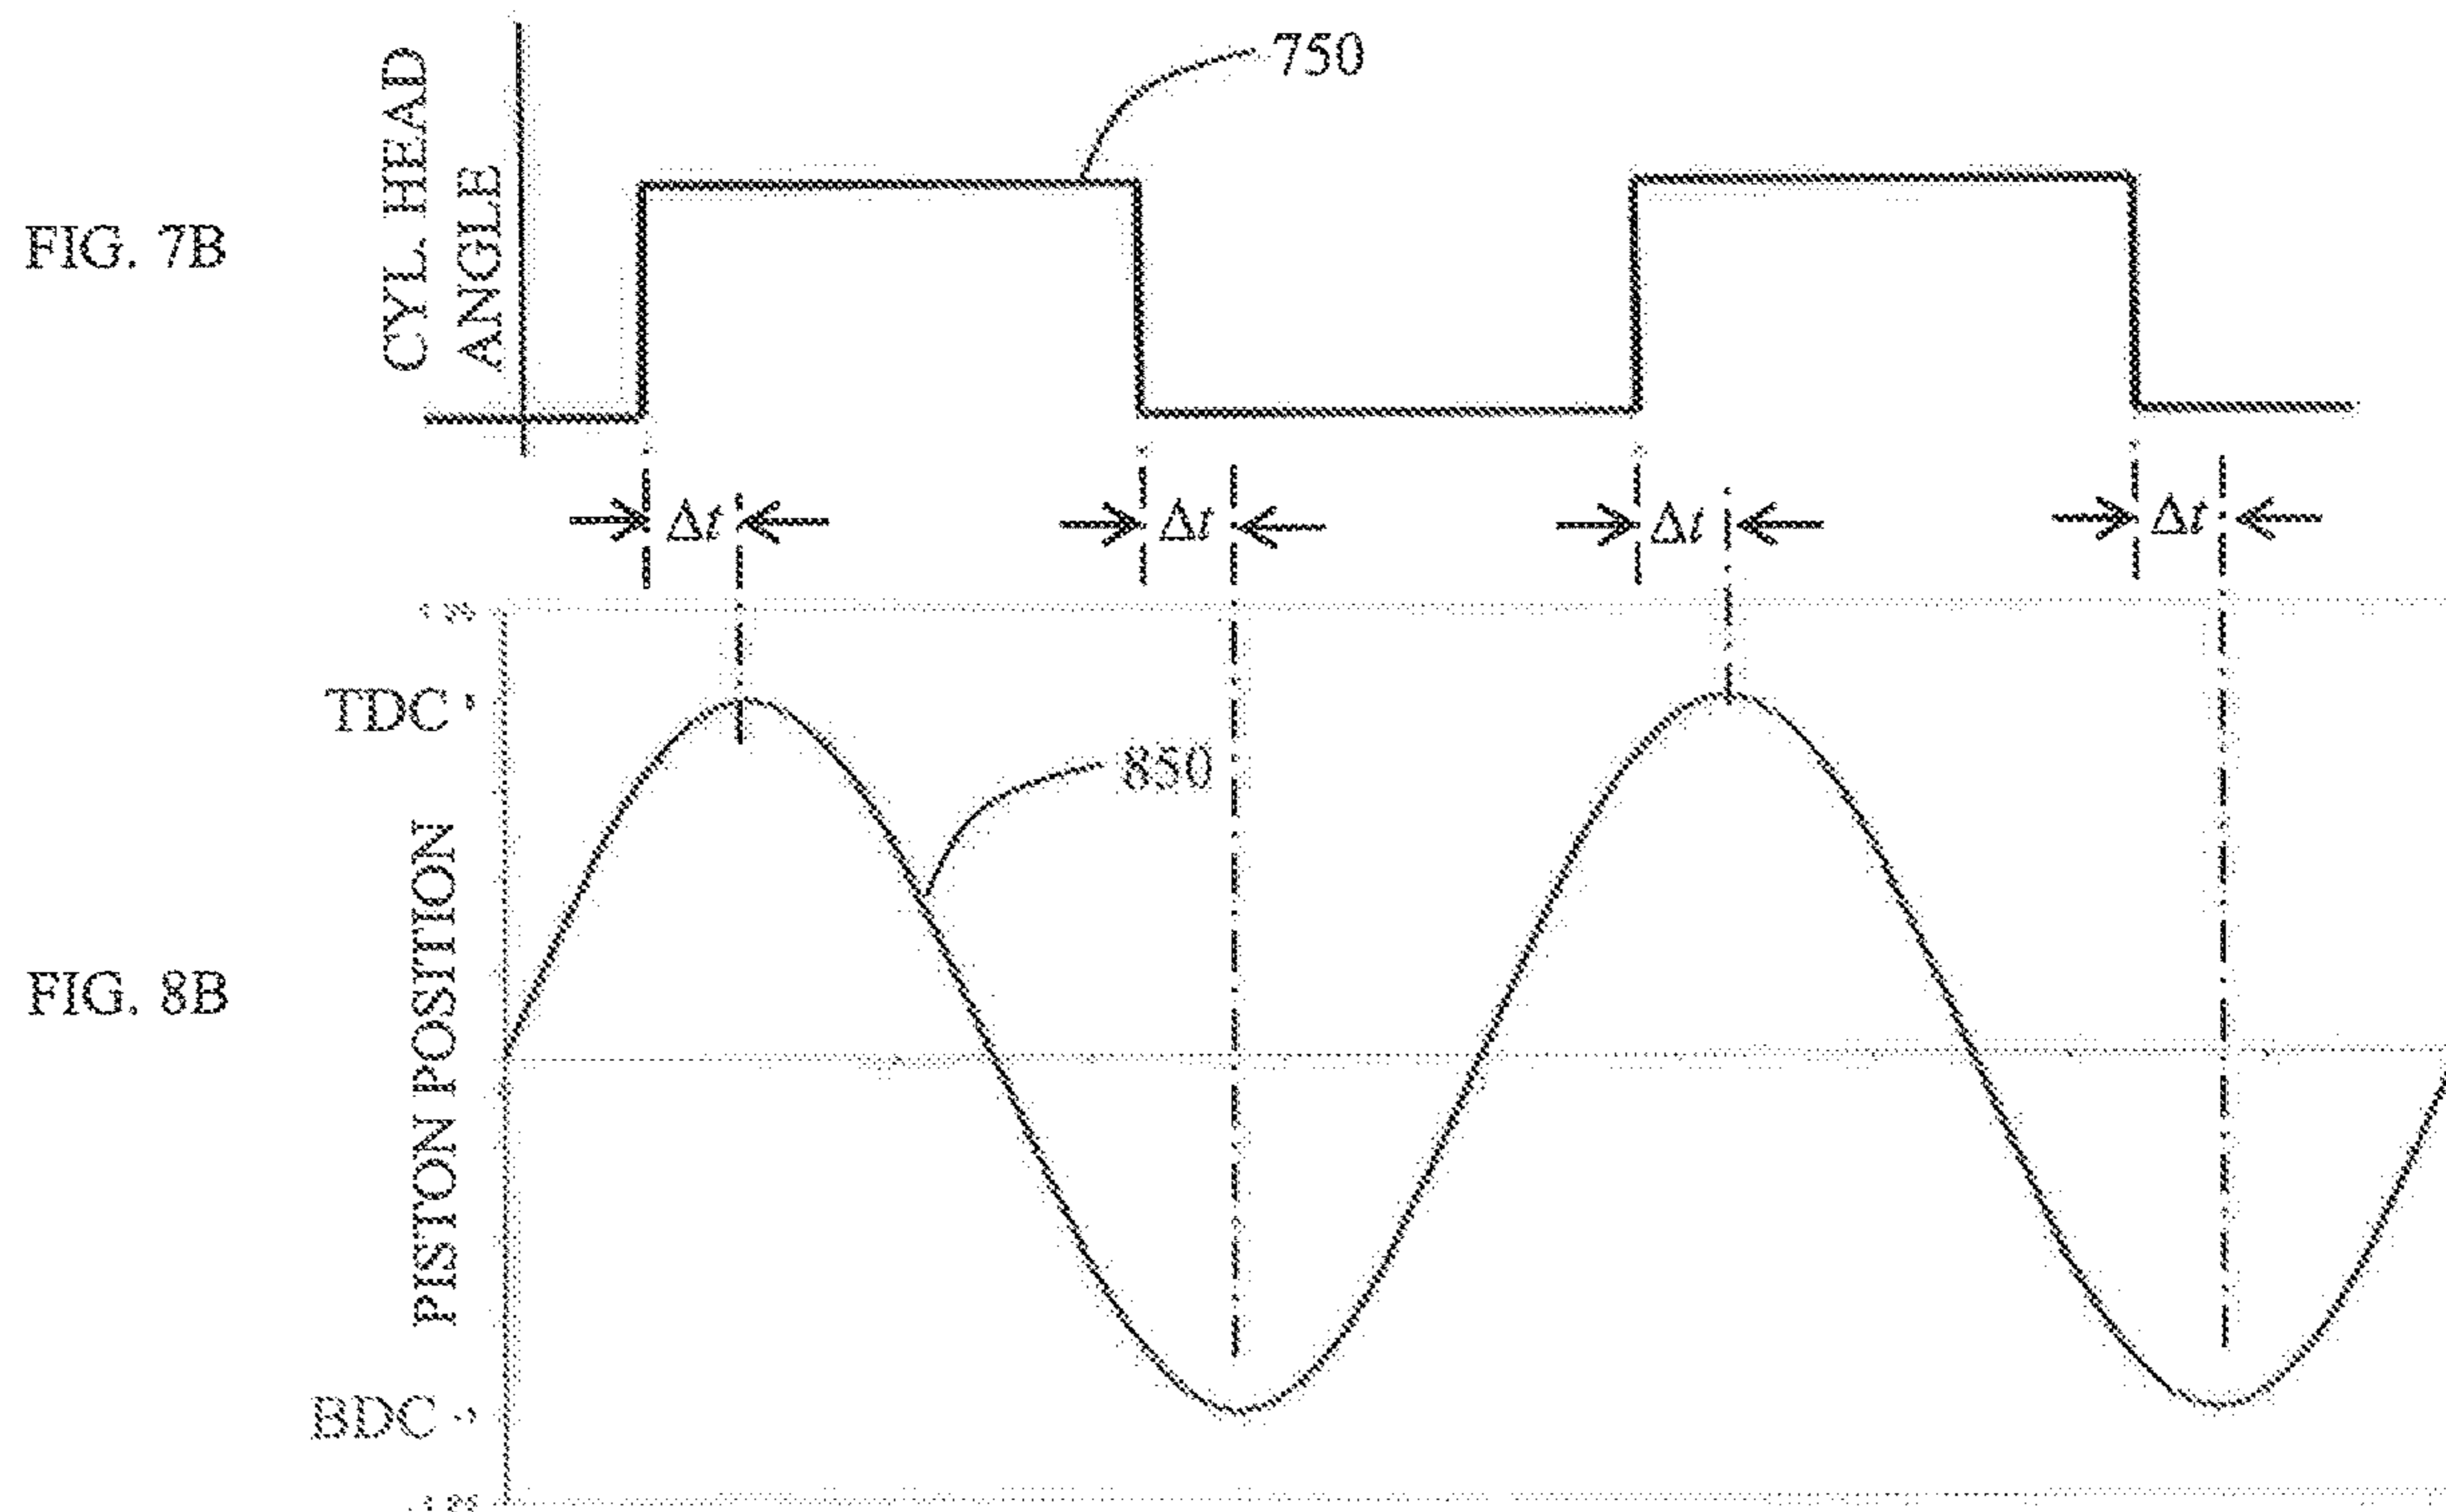 750
CYL. HEAD
ANGLE
FIG. 7B
Δt
Δt
Δt
Δt
TDC
850
PISTON POSITION
FIG. 8B
BDC